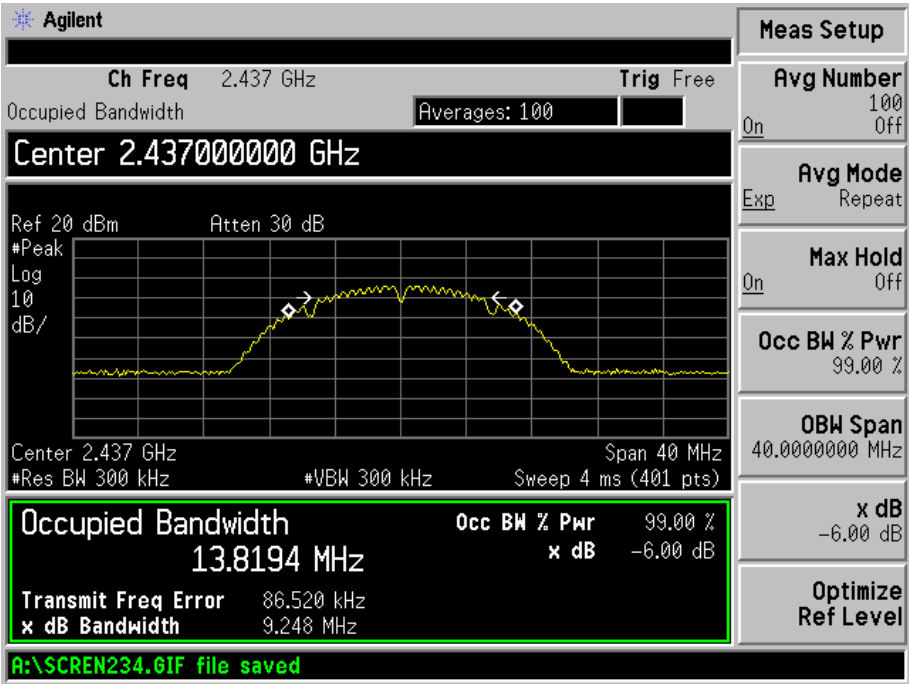 Agilent
Ch Freq 2.437 GHz Trig Free
Occupied Bandwidth Averages: 100
Center 2.437000000 GHz
Ref 20 dBm Atten 30 dB
#Peak
Log
10
dB/
Center 2.437 GHz Span 40 MHz
#Res BW 300 kHz #VBW 300 kHz Sweep 4 ms (401 pts)
Occupied Bandwidth Occ BW % Pwr 99.00 %
13.8194 MHz x dB -6.00 dB
Transmit Freq Error 86.520 kHz
x dB Bandwidth 9.248 MHz
A:\SCREN234.GIF file saved
Meas Setup
Avg Number
100
On Off
Avg Mode
Exp Repeat
Max Hold
On Off
Occ BW % Pwr
99.00 %
OBW Span
40.0000000 MHz
x dB
-6.00 dB
Optimize
Ref Level